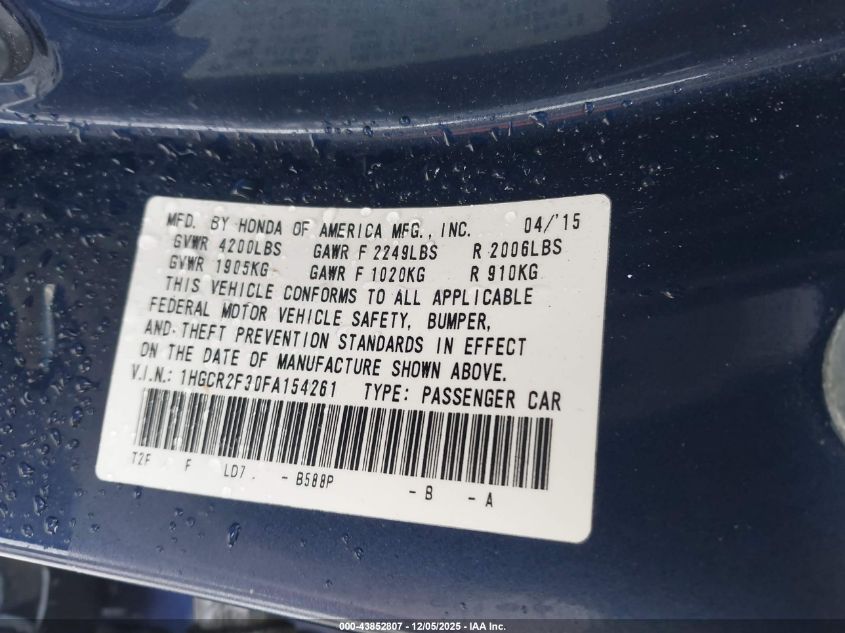 MFD. BY HONDA OF AMERICA MFG., INC. 04/'15
GVWR 4200LBS GAWR F 2249LBS R 2006LBS
GVWR 1905KG GAWR F 1020KG R 910KG
THIS VEHICLE CONFORMS TO ALL APPLICABLE
FEDERAL MOTOR VEHICLE SAFETY, BUMPER,
AND THEFT PREVENTION STANDARDS IN EFFECT
ON THE DATE OF MANUFACTURE SHOWN ABOVE.
V.I.N.: 1HGCR2F30FA154261 TYPE: PASSENGER CAR
T2F F LD7 - B588P - B - A
000-43852807 - 12/05/2025 - IAA Inc.